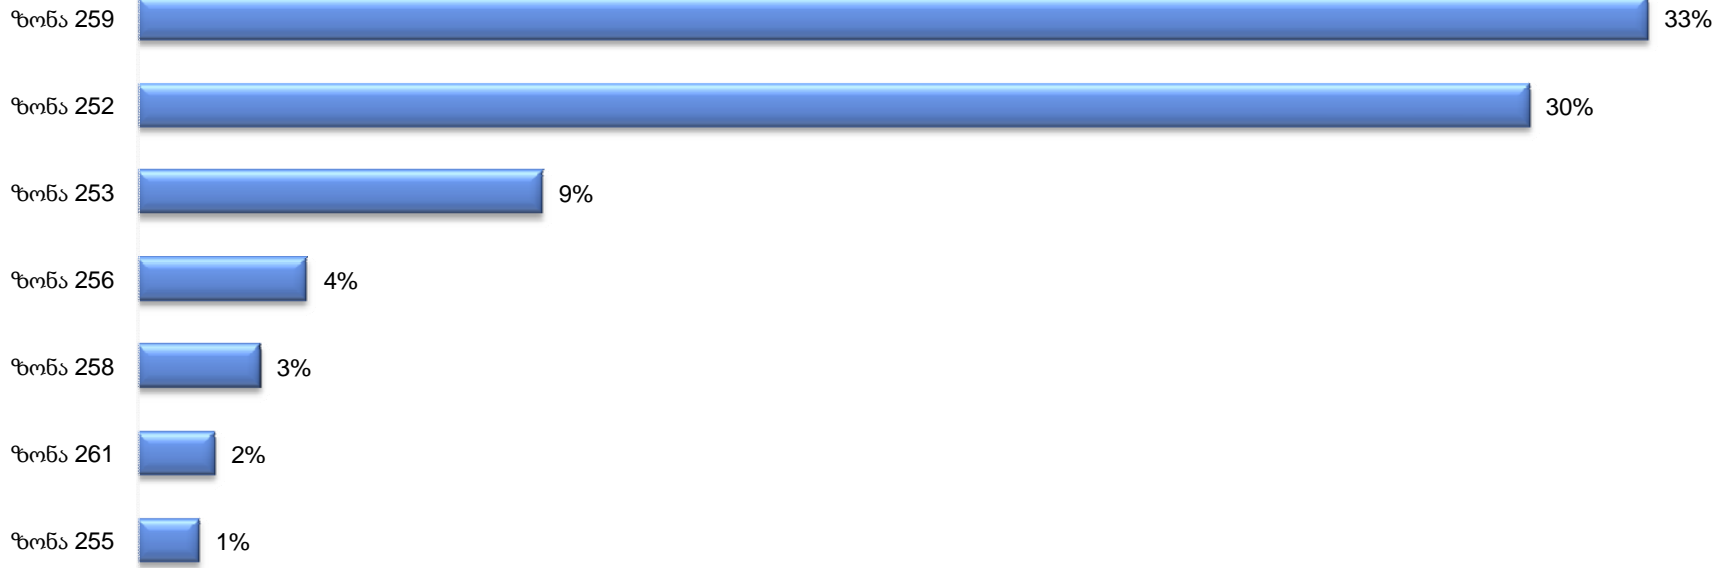 ზონა 259 33%
ზონა 252 30%
ზონა 253 9%
ზონა 256 4%
ზონა 258 3%
ზონა 261 2%
ზონა 255 1%